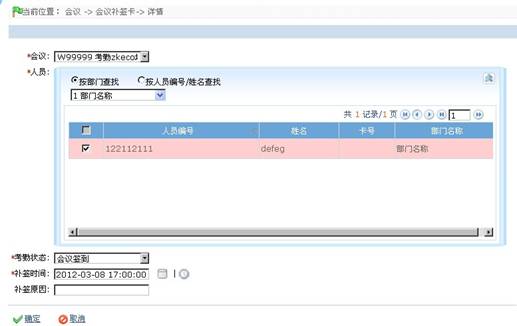 当前位置: 会议 -> 会议补签卡-> 详情
*会议: W99999 考勤zkeco
*人员:
按部门查找 按人员编号/姓名查找
1 部门名称
共 1 记录/1 页 1
人员编号 姓名 卡号 部门名称
122112111 defeg 部门名称
*考勤状态: 会议签到
*补签时间: 2012-03-08 17:00:00
补签原因:
确定 取消